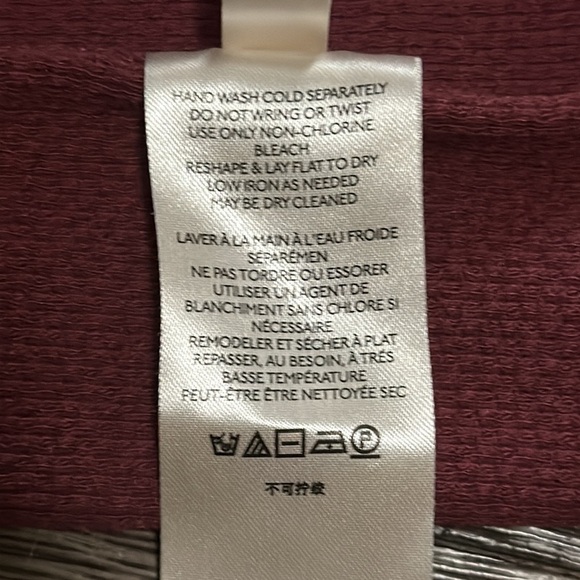 HAND WASH COLD SEPARATELY
DO NOT WRING OR TWIST
USE ONLY NON-CHLORINE
BLEACH
RESHAPE & LAY FLAT TO DRY
LOW IRON AS NEEDED
MAY BE DRY CLEANED
LAVER À LA MAIN À L'EAU FROIDE
SÉPARÉMEN
NE PAS TORDRE OU ESSORER
UTILISER UN AGENT DE
BLANCHIMENT SANS CHLORE SI
NÉCESSAIRE
REMODELER ET SÉCHER À PLAT
REPASSER, AU BESOIN, À TRÉS
BASSE TEMPÉRATURE
PEUT-ÊTRE ÊTRE NETTOYÉE SEC
P
不可拧绞